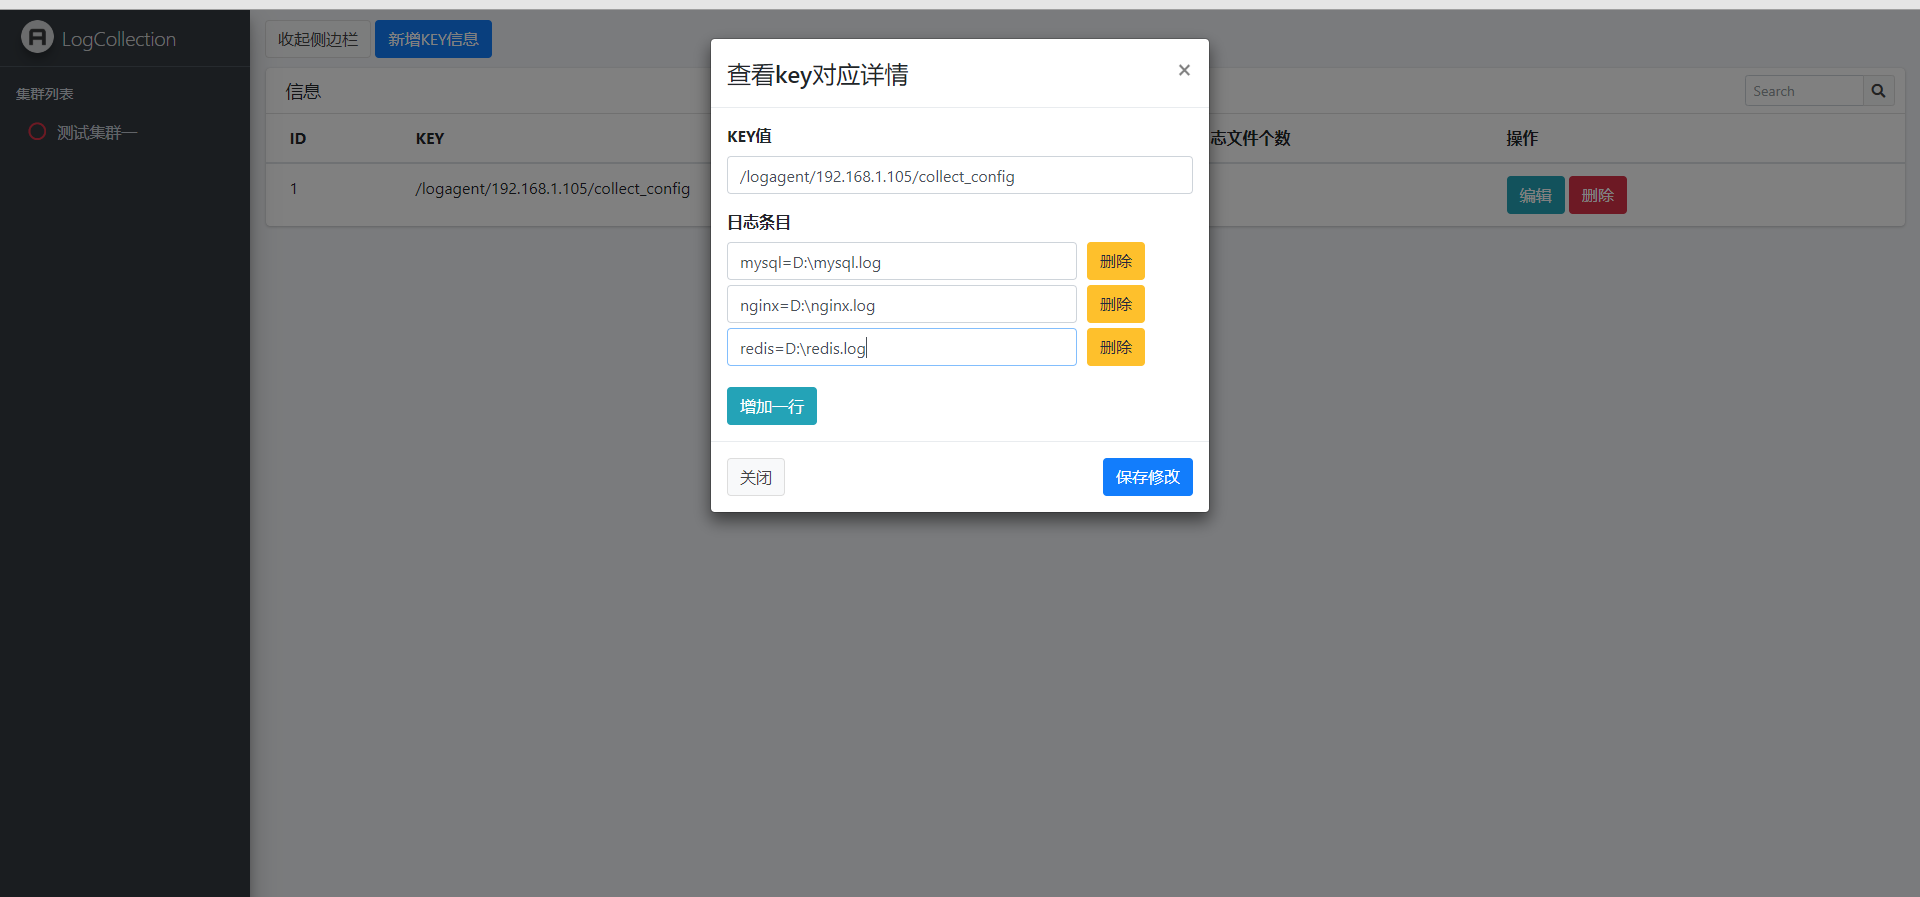 LogCollection
集群列表
测试集群一
收起侧边栏
新增KEY信息
信息
Search
ID
KEY
志文件个数
操作
1
/logagent/192.168.1.105/collect_config
编辑
删除
查看key对应详情
×
KEY值
/logagent/192.168.1.105/collect_config
日志条目
mysql=D:\mysql.log
删除
nginx=D:\nginx.log
删除
redis=D:\redis.log
删除
增加一行
关闭
保存修改